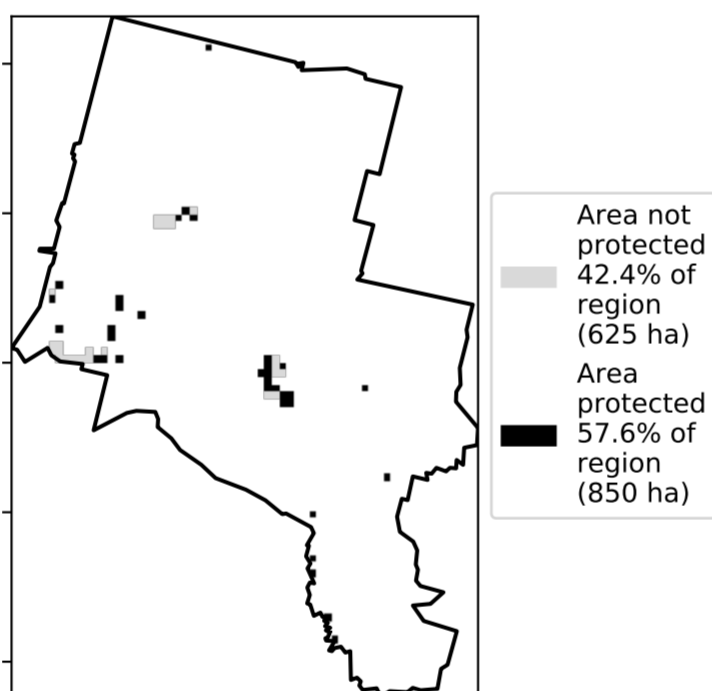 Area not
protected
42.4% of
region
(625 ha)
Area
protected
57.6% of
region
(850 ha)